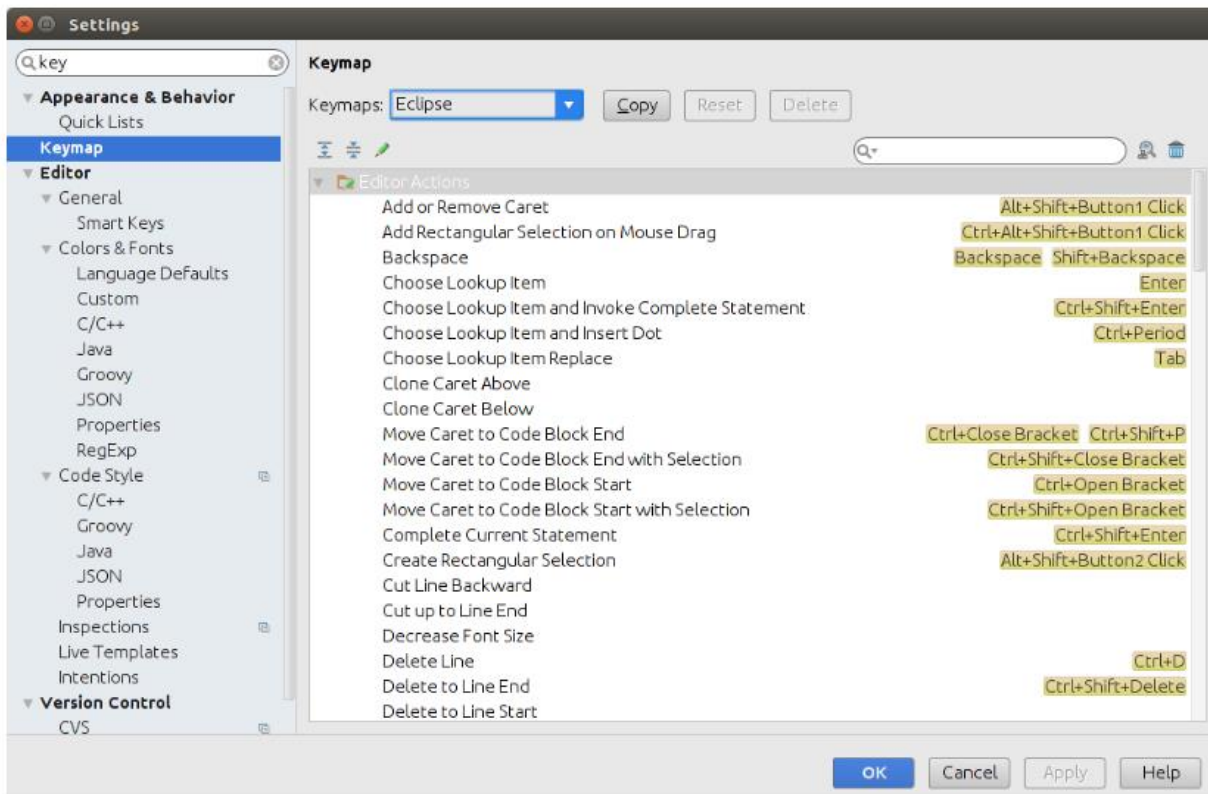 Settings
key
Appearance & Behavior
Quick Lists
Keymap
Editor
General
Smart Keys
Colors & Fonts
Language Defaults
Custom
C/C++
Java
Groovy
JSON
Properties
RegExp
Code Style
C/C++
Groovy
Java
JSON
Properties
Inspections
Live Templates
Intentions
Version Control
CVS
Keymap
Keymaps: Eclipse Copy Reset Delete
Editor Actions
Add or Remove Caret Alt+Shift+Button1 Click
Add Rectangular Selection on Mouse Drag Ctrl+Alt+Shift+Button1 Click
Backspace Backspace Shift+Backspace
Choose Lookup Item Enter
Choose Lookup Item and Invoke Complete Statement Ctrl+Shift+Enter
Choose Lookup Item and Insert Dot Ctrl+Period
Choose Lookup Item Replace Tab
Clone Caret Above
Clone Caret Below
Move Caret to Code Block End Ctrl+Close Bracket Ctrl+Shift+P
Move Caret to Code Block End with Selection Ctrl+Shift+Close Bracket
Move Caret to Code Block Start Ctrl+Open Bracket
Move Caret to Code Block Start with Selection Ctrl+Shift+Open Bracket
Complete Current Statement Ctrl+Shift+Enter
Create Rectangular Selection Alt+Shift+Button2 Click
Cut Line Backward
Cut up to Line End
Decrease Font Size
Delete Line Ctrl+D
Delete to Line End Ctrl+Shift+Delete
Delete to Line Start
OK Cancel Apply Help